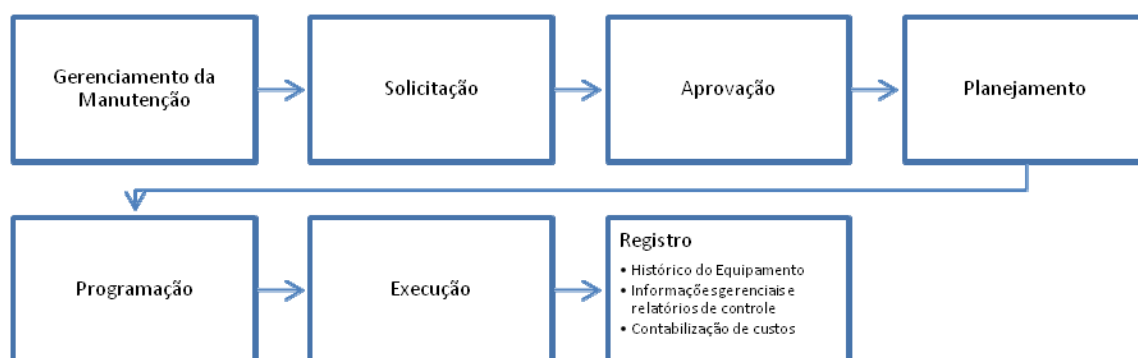 Gerenciamento da
Manutenção
Solicitação
Aprovação
Planejamento
Programação
Execução
Registro
• Histórico do Equipamento
• Informações gerenciais e
relatórios de controle
• Contabilização de custos